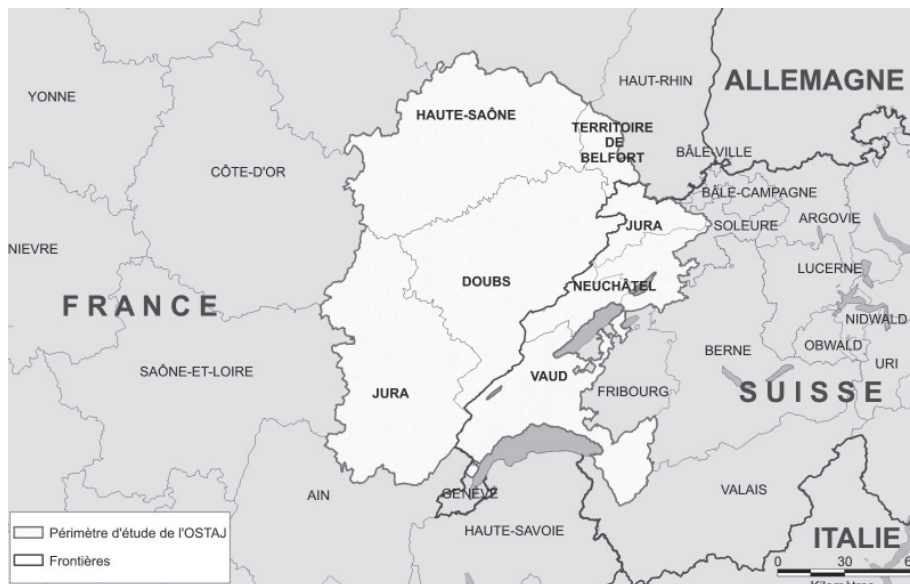 HAUT-RHIN
ALLEMAGNE
YONNE
HAUTE-SAÔNE
TERRITOIRE
DE
BELFORT
BÂLE-VILLE
CÔTE-D'OR
BÂLE-CAMPAGNE
JURA
SOLEURE
ARGOVIE
NIEVRE
LUCERNE
DOUBS
NEUCHÂTEL
FRANCE
NIDWALD
OBWALD
BERNE
URI
SAÔNE-ET-LOIRE
VAUD
JURA
FRIBOURG
SUISSE
VALAIS
AIN
GENÈVE
HAUTE-SAVOIE
ITALIE
Périmètre d'étude de l'OSTAJ
Frontières
0 30 6
Kilomètres